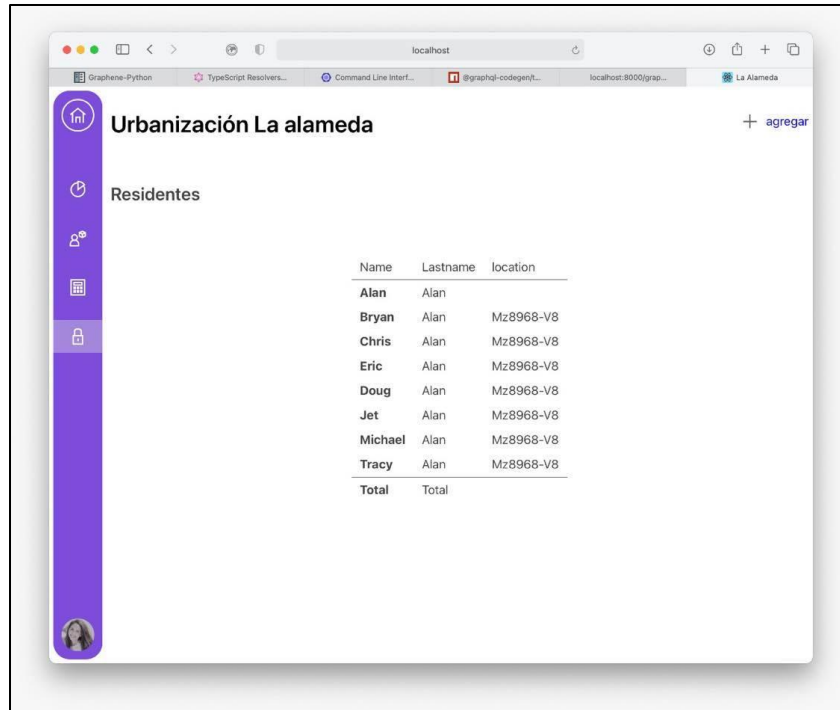 localhost
Graphene-Python
TypeScript Resolvers...
Command Line Interf...
@graphql-codegen/t...
localhost:8000/grap...
La Alameda
Urbanización La alameda
+ agregar
Residentes
Name Lastname location
Alan Alan
Bryan Alan Mz8968-V8
Chris Alan Mz8968-V8
Eric Alan Mz8968-V8
Doug Alan Mz8968-V8
Jet Alan Mz8968-V8
Michael Alan Mz8968-V8
Tracy Alan Mz8968-V8
Total Total